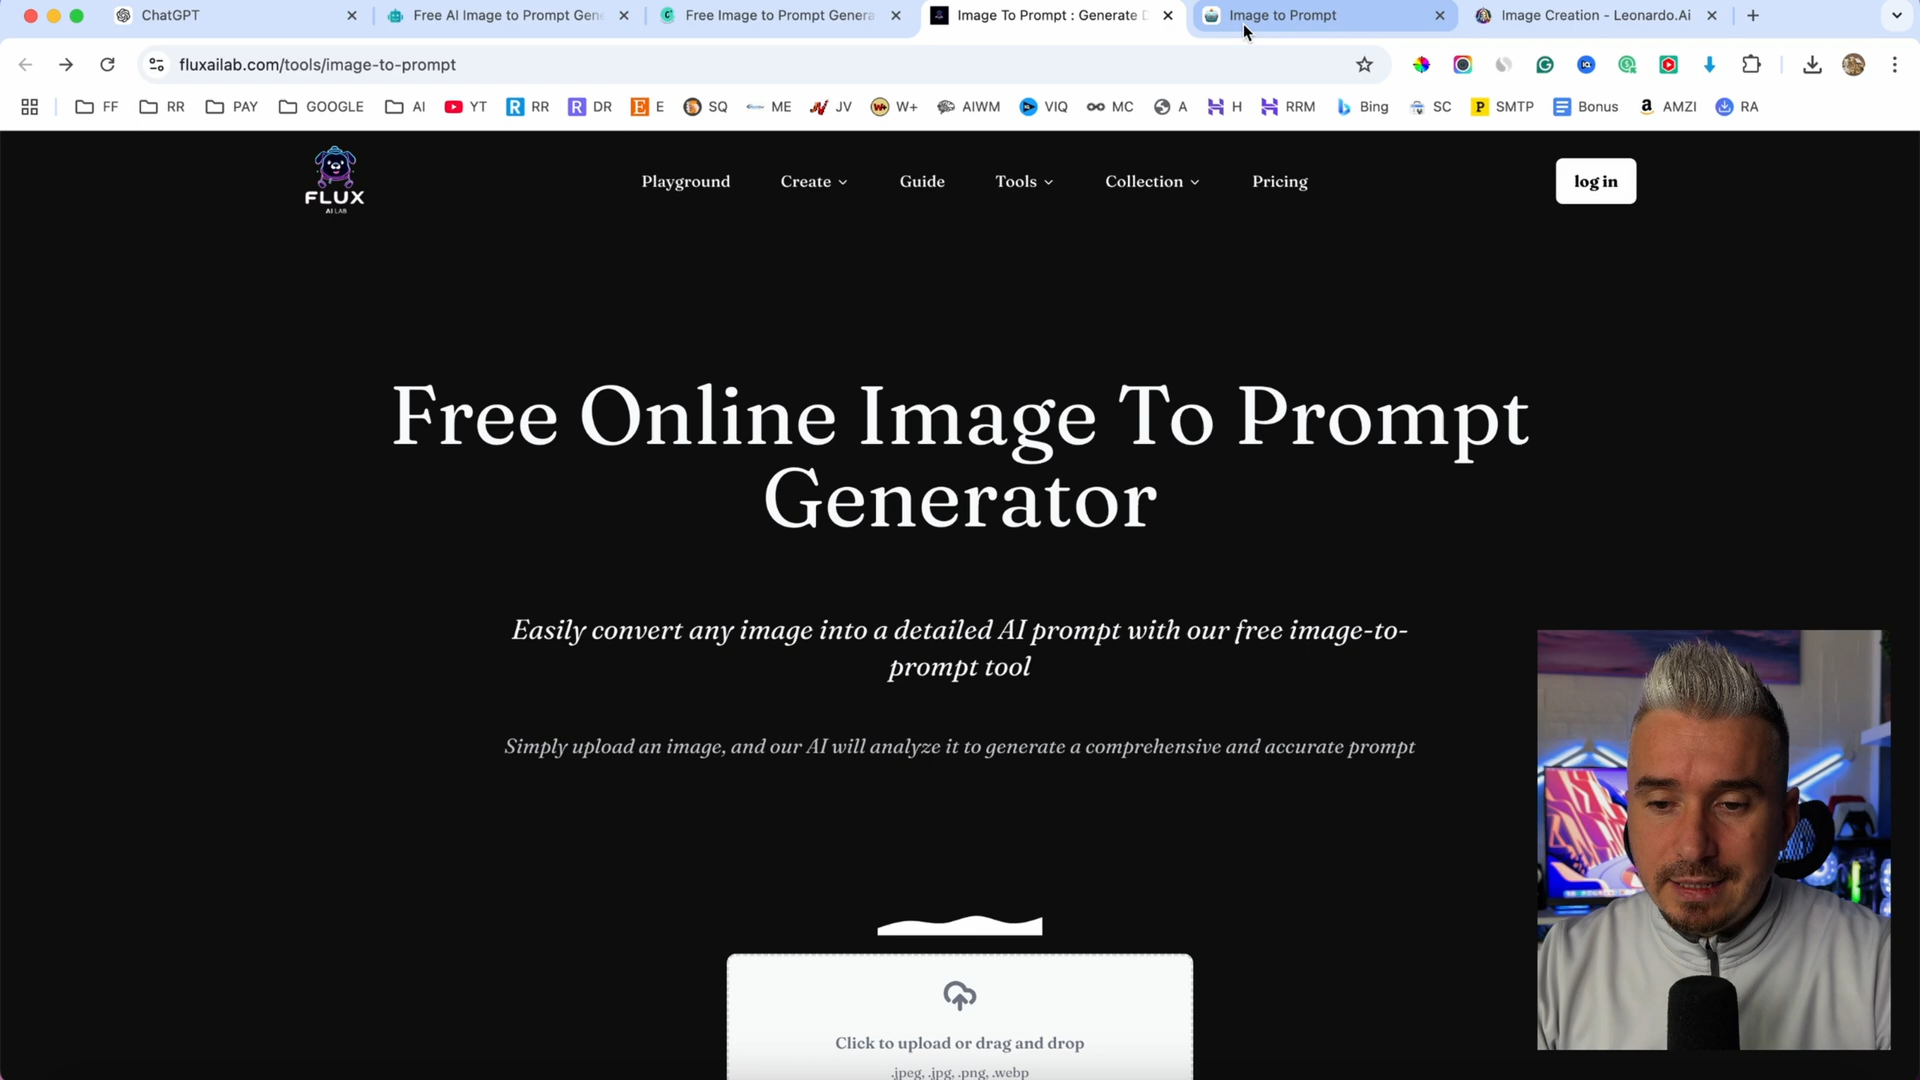 ChatGPT
Free AI Image to Prompt Gene
Free Image to Prompt Genera
Image To Prompt : Generate D
Image to Prompt
Image Creation - Leonardo.Ai
fluxailab.com/tools/image-to-prompt
FF RR PAY GOOGLE AI YT RR DR E SQ ME JV W+ AIWM VIQ MC A H RRM Bing SC SMTP Bonus AMZI RA
FLUX
AI LAB
Playground Create Guide Tools Collection Pricing
log in
Free Online Image To Prompt
Generator
Easily convert any image into a detailed AI prompt with our free image-to-
prompt tool
Simply upload an image, and our AI will analyze it to generate a comprehensive and accurate prompt
Click to upload or drag and drop
.jpeg, .jpg, .png, .webp